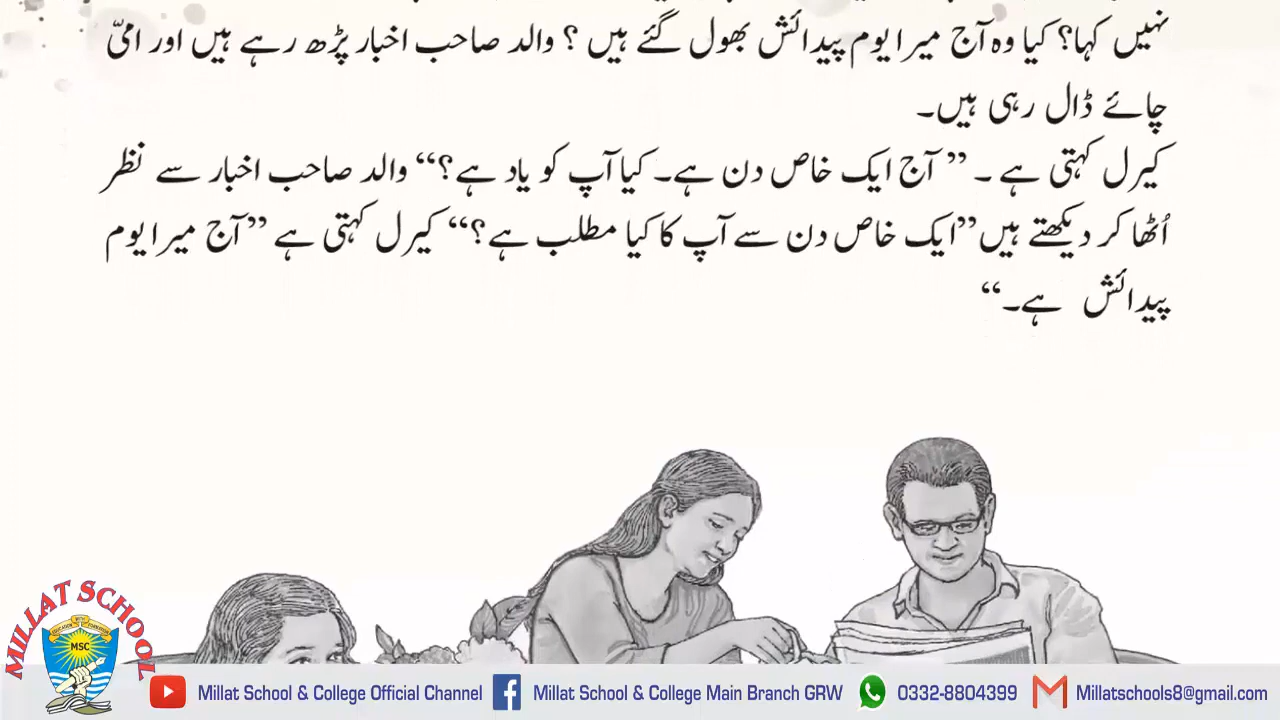 نہیں کہا؟ کیا وہ آج میرا یوم پیدائش بھول گئے ہیں ؟ والد صاحب اخبار پڑھ رہے ہیں اور امیّ
چائے ڈال رہی ہیں۔
کیرل کہتی ہے ۔ ”آج ایک خاص دن ہے۔ کیا آپ کو یاد ہے؟“ والد صاحب اخبار سے نظر
اُٹھا کر دیکھتے ہیں ”ایک خاص دن سے آپ کا کیا مطلب ہے؟“ کیرل کہتی ہے ”آج میرا یوم
پیدائش ہے۔“
MILLAT SCHOOL
MSC
Millat School & College Official Channel
Millat School & College Main Branch GRW
0332-8804399
Millatschools8@gmail.com